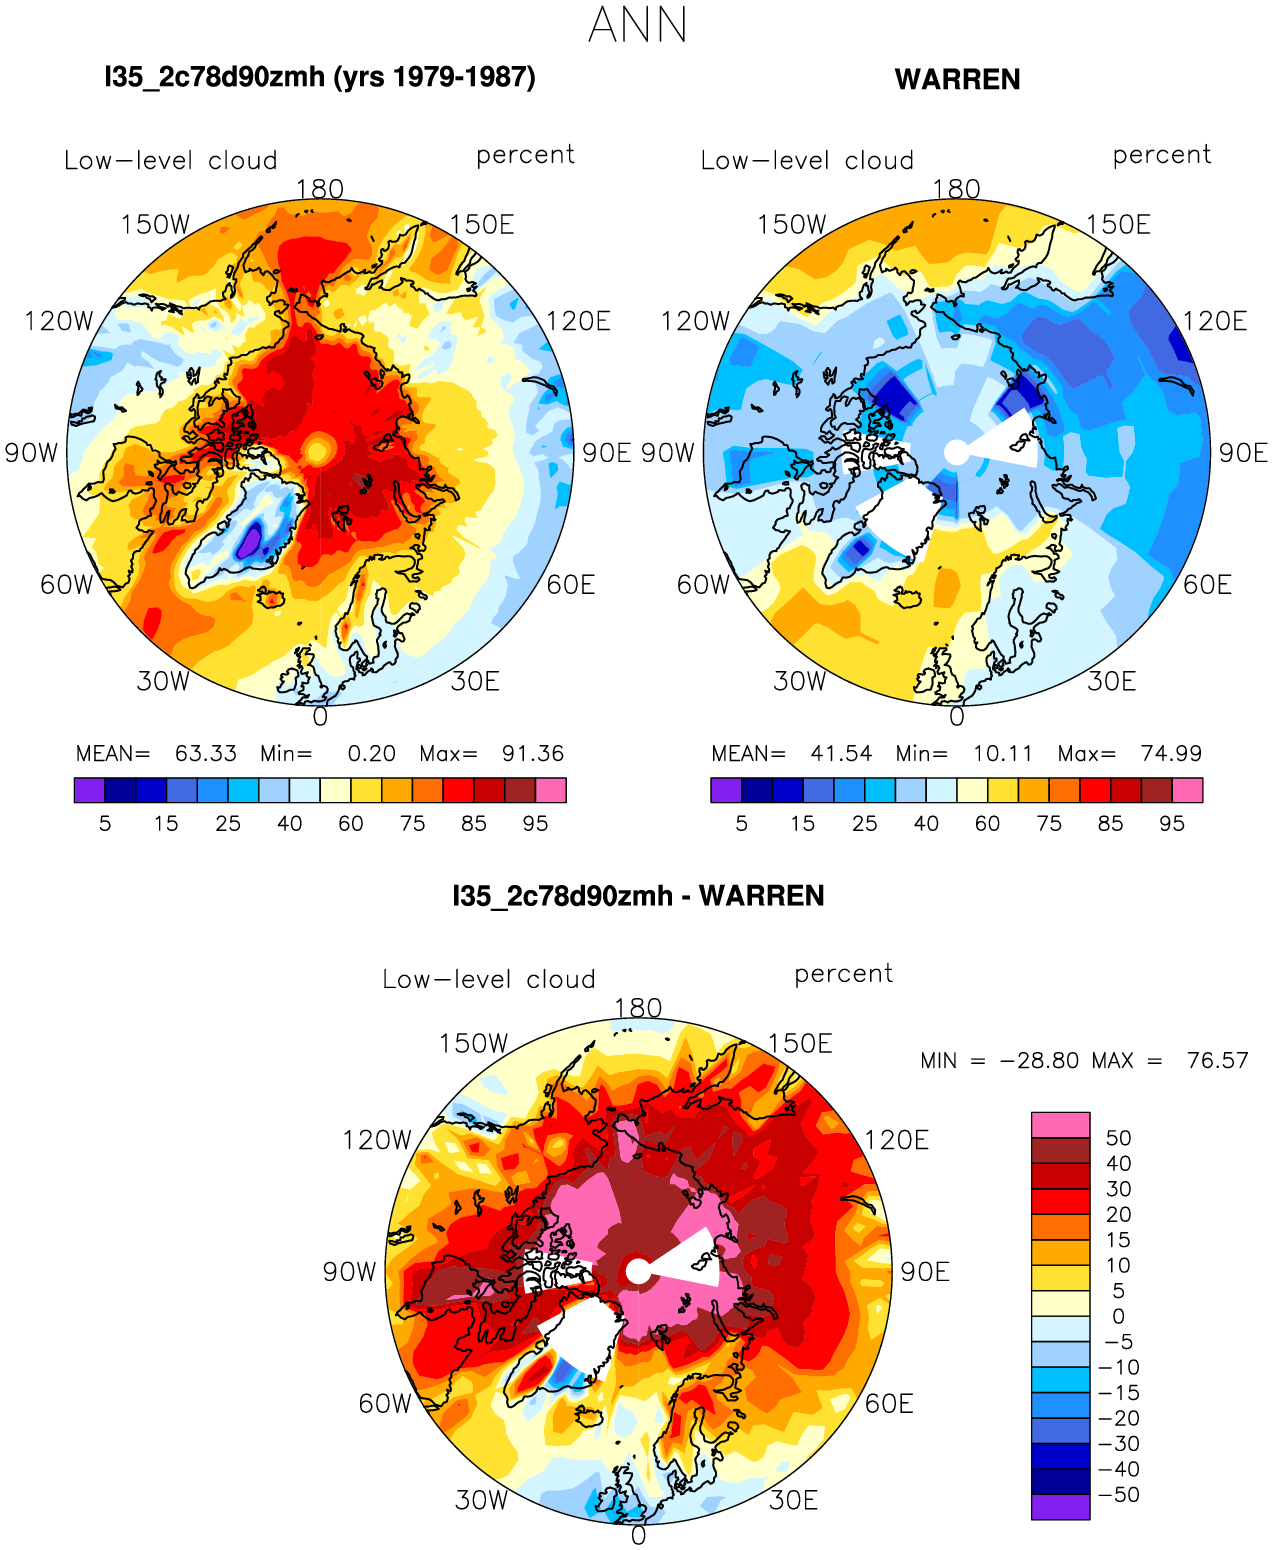 ANN
I35_2c78d90zmh (yrs 1979-1987)
WARREN
Low-level cloud percent
Low-level cloud percent
180
150W 150E
120W 120E
90W 90E
60W 60E
30W 30E
0
180
150W 150E
120W 120E
90W 90E
60W 60E
30W 30E
0
MEAN= 63.33 Min= 0.20 Max= 91.36
5 15 25 40 60 75 85 95
MEAN= 41.54 Min= 10.11 Max= 74.99
5 15 25 40 60 75 85 95
I35_2c78d90zmh - WARREN
Low-level cloud percent
180
150W 150E
120W 120E
90W 90E
60W 60E
30W 30E
0
MIN = -28.80 MAX = 76.57
50
40
30
20
15
10
5
0
-5
-10
-15
-20
-30
-40
-50